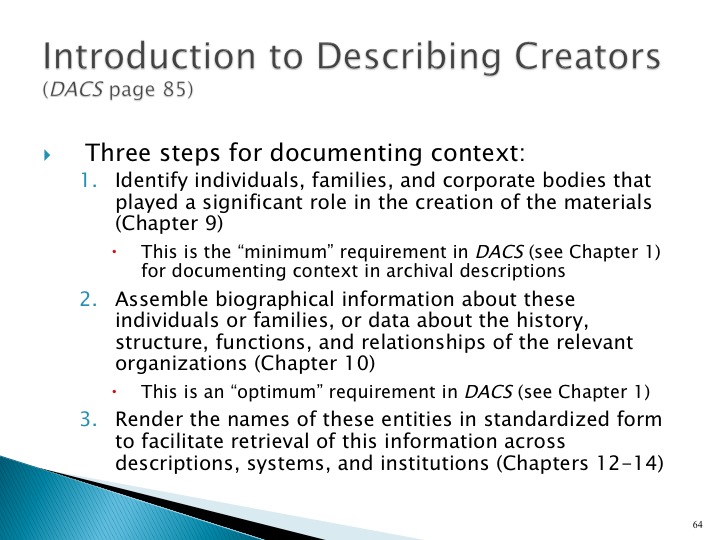 Introduction to Describing Creators
(DACS page 85)
Three steps for documenting context:
1. Identify individuals, families, and corporate bodies that
played a significant role in the creation of the materials
(Chapter 9)
• This is the “minimum” requirement in DACS (see Chapter 1)
for documenting context in archival descriptions
2. Assemble biographical information about these
individuals or families, or data about the history,
structure, functions, and relationships of the relevant
organizations (Chapter 10)
• This is an “optimum” requirement in DACS (see Chapter 1)
3. Render the names of these entities in standardized form
to facilitate retrieval of this information across
descriptions, systems, and institutions (Chapters 12-14)
64